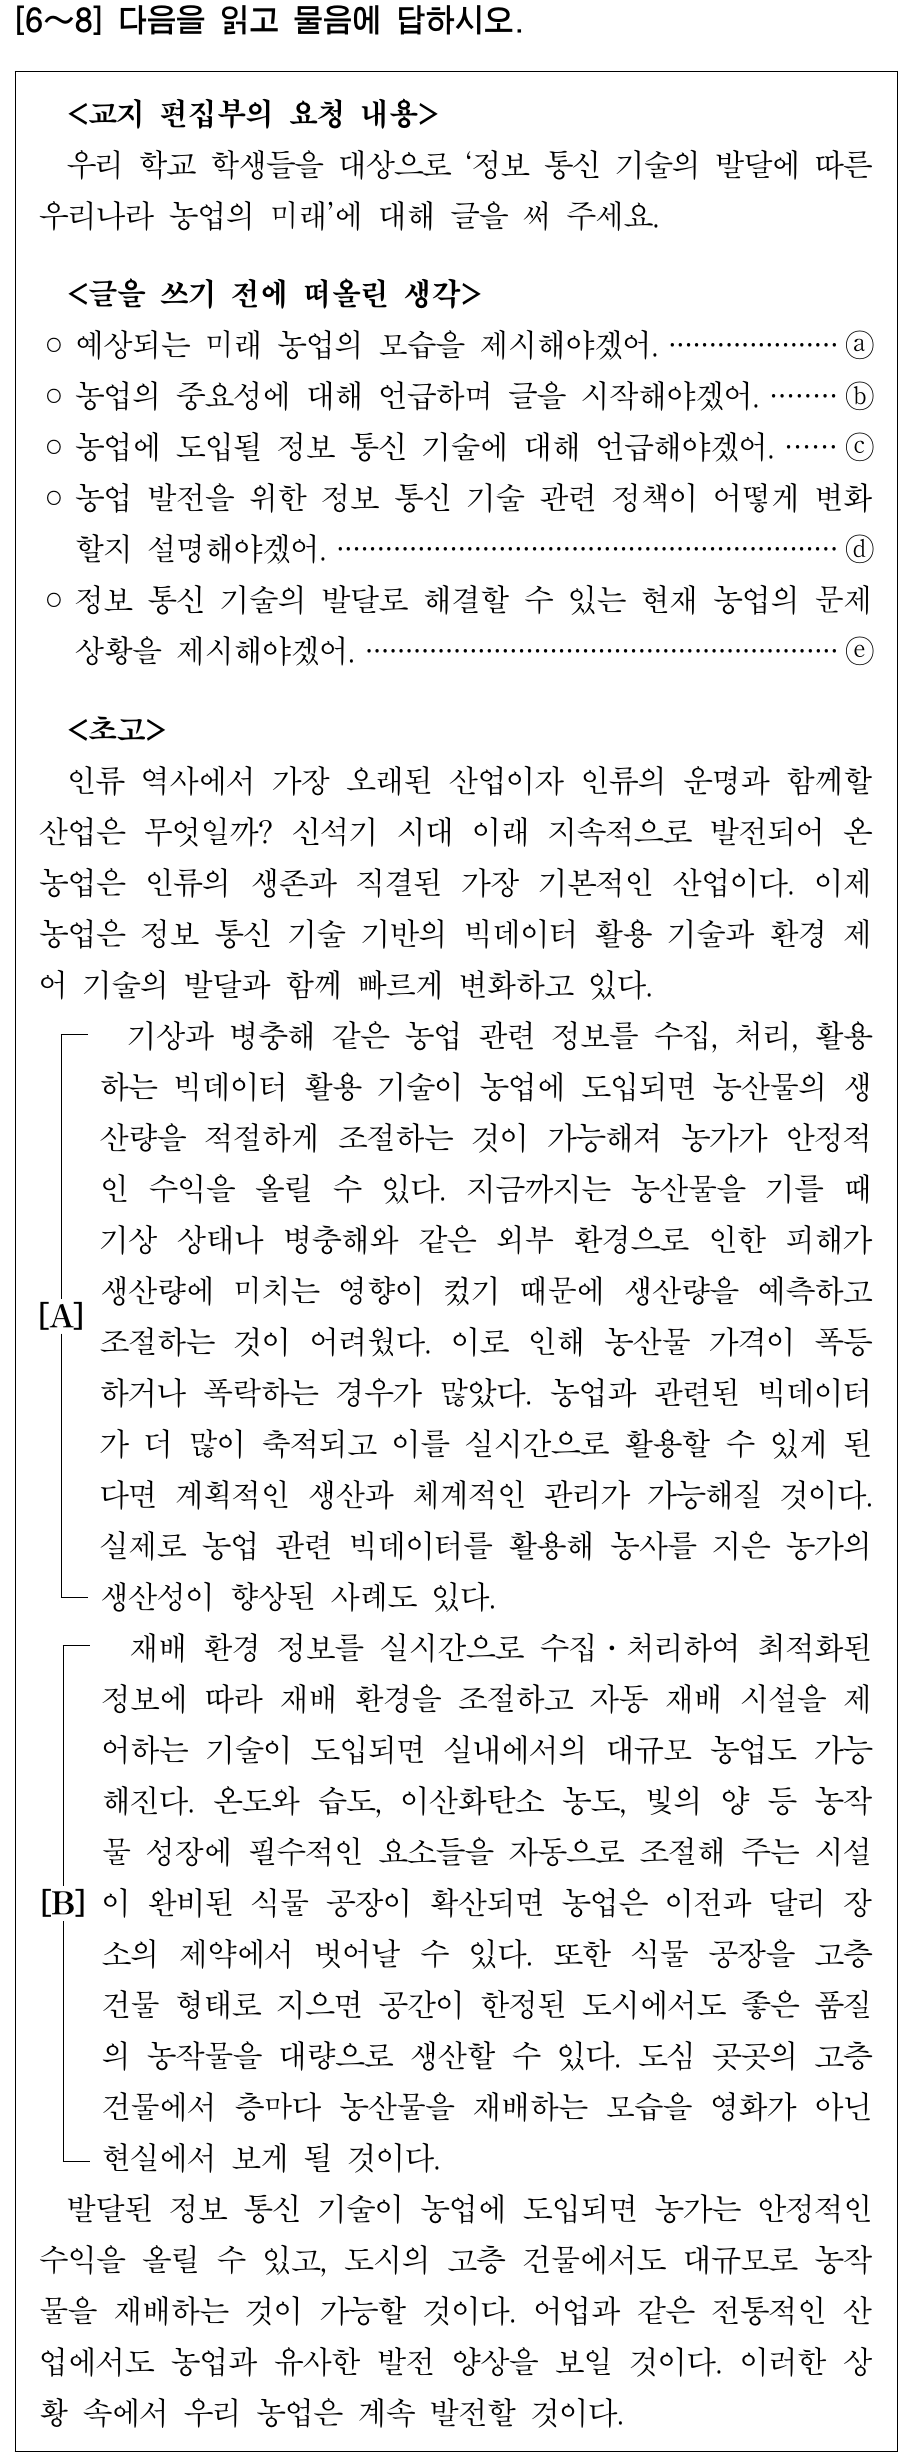 [6～8] 다음을 읽고 물음에 답하시오.
<교지 편집부의 요청 내용>
우리 학교 학생들을 대상으로 ‘정보 통신 기술의 발달에 따른
우리나라 농업의 미래’에 대해 글을 써 주세요.
<글을 쓰기 전에 떠올린 생각>
○ 예상되는 미래 농업의 모습을 제시해야겠어. ····················· ⓐ
○ 농업의 중요성에 대해 언급하며 글을 시작해야겠어. ········ ⓑ
○ 농업에 도입될 정보 통신 기술에 대해 언급해야겠어. ······ ⓒ
○ 농업 발전을 위한 정보 통신 기술 관련 정책이 어떻게 변화
할지 설명해야겠어. ······························································ ⓓ
○ 정보 통신 기술의 발달로 해결할 수 있는 현재 농업의 문제
상황을 제시해야겠어. ·························································· ⓔ
<초고>
인류 역사에서 가장 오래된 산업이자 인류의 운명과 함께할
산업은 무엇일까? 신석기 시대 이래 지속적으로 발전되어 온
농업은 인류의 생존과 직결된 가장 기본적인 산업이다. 이제
농업은 정보 통신 기술 기반의 빅데이터 활용 기술과 환경 제
어 기술의 발달과 함께 빠르게 변화하고 있다.
기상과 병충해 같은 농업 관련 정보를 수집, 처리, 활용
하는 빅데이터 활용 기술이 농업에 도입되면 농산물의 생
산량을 적절하게 조절하는 것이 가능해져 농가가 안정적
인 수익을 올릴 수 있다. 지금까지는 농산물을 기를 때
기상 상태나 병충해와 같은 외부 환경으로 인한 피해가
생산량에 미치는 영향이 컸기 때문에 생산량을 예측하고
[A]
조절하는 것이 어려웠다. 이로 인해 농산물 가격이 폭등
하거나 폭락하는 경우가 많았다. 농업과 관련된 빅데이터
가 더 많이 축적되고 이를 실시간으로 활용할 수 있게 된
다면 계획적인 생산과 체계적인 관리가 가능해질 것이다.
실제로 농업 관련 빅데이터를 활용해 농사를 지은 농가의
생산성이 향상된 사례도 있다.
재배 환경 정보를 실시간으로 수집·처리하여 최적화된
정보에 따라 재배 환경을 조절하고 자동 재배 시설을 제
어하는 기술이 도입되면 실내에서의 대규모 농업도 가능
해진다. 온도와 습도, 이산화탄소 농도, 빛의 양 등 농작
물 성장에 필수적인 요소들을 자동으로 조절해 주는 시설
[B] 이 완비된 식물 공장이 확산되면 농업은 이전과 달리 장
소의 제약에서 벗어날 수 있다. 또한 식물 공장을 고층
건물 형태로 지으면 공간이 한정된 도시에서도 좋은 품질
의 농작물을 대량으로 생산할 수 있다. 도심 곳곳의 고층
건물에서 층마다 농산물을 재배하는 모습을 영화가 아닌
현실에서 보게 될 것이다.
발달된 정보 통신 기술이 농업에 도입되면 농가는 안정적인
수익을 올릴 수 있고, 도시의 고층 건물에서도 대규모로 농작
물을 재배하는 것이 가능할 것이다. 어업과 같은 전통적인 산
업에서도 농업과 유사한 발전 양상을 보일 것이다. 이러한 상
황 속에서 우리 농업은 계속 발전할 것이다.